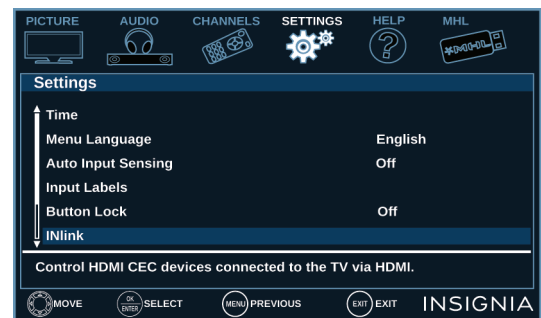 PICTURE AUDIO CHANNELS SETTINGS HELP MHL
MHL
Settings
Time
Menu Language English
Auto Input Sensing Off
Input Labels
Button Lock Off
INlink
Control HDMI CEC devices connected to the TV via HDMI.
MOVE OK ENTER SELECT MENU PREVIOUS EXIT EXIT INSIGNIA